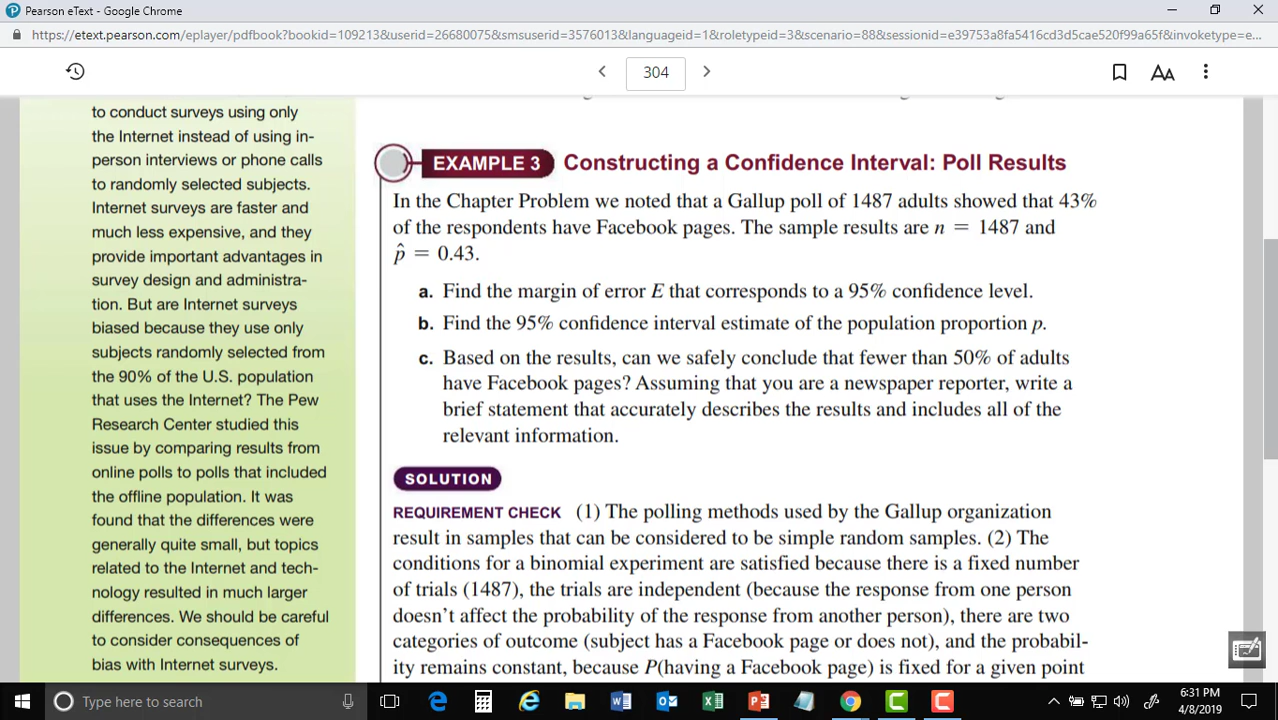 Pearson eText - Google Chrome
https://etext.pearson.com/eplayer/pdfbook?bookid=109213&userid=26680075&smsuserid=3576013&languageid=1&roletypeid=3&scenario=88&sessionid=e39753a8fa5416cd3d5cae520f99a65f&invoketype=e...
304
AA
to conduct surveys using only
the Internet instead of using in-
person interviews or phone calls
to randomly selected subjects.
Internet surveys are faster and
much less expensive, and they
provide important advantages in
survey design and administra-
tion. But are Internet surveys
biased because they use only
subjects randomly selected from
the 90% of the U.S. population
that uses the Internet? The Pew
Research Center studied this
issue by comparing results from
online polls to polls that included
the offline population. It was
found that the differences were
generally quite small, but topics
related to the Internet and tech-
nology resulted in much larger
differences. We should be careful
to consider consequences of
bias with Internet surveys.
EXAMPLE 3 Constructing a Confidence Interval: Poll Results
In the Chapter Problem we noted that a Gallup poll of 1487 adults showed that 43%
of the respondents have Facebook pages. The sample results are n = 1487 and
p̂ = 0.43.
a. Find the margin of error E that corresponds to a 95% confidence level.
b. Find the 95% confidence interval estimate of the population proportion p.
c. Based on the results, can we safely conclude that fewer than 50% of adults
have Facebook pages? Assuming that you are a newspaper reporter, write a
brief statement that accurately describes the results and includes all of the
relevant information.
SOLUTION
REQUIREMENT CHECK (1) The polling methods used by the Gallup organization
result in samples that can be considered to be simple random samples. (2) The
conditions for a binomial experiment are satisfied because there is a fixed number
of trials (1487), the trials are independent (because the response from one person
doesn't affect the probability of the response from another person), there are two
categories of outcome (subject has a Facebook page or does not), and the probabil-
ity remains constant, because P(having a Facebook page) is fixed for a given point
Type here to search
6:31 PM
4/8/2019